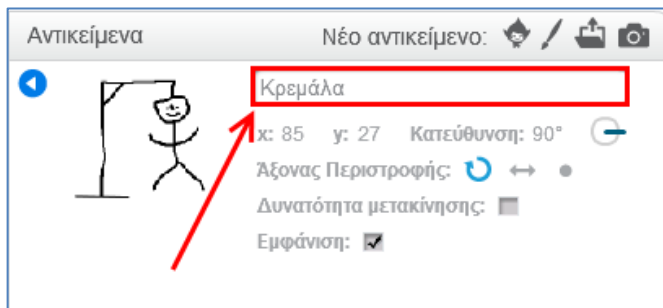 Αντικείμενα Νέο αντικείμενο:
Κρεμάλα
x: 85 y: 27 Κατεύθυνση: 90°
Άξονας Περιστροφής:
Δυνατότητα μετακίνησης:
Εμφάνιση: